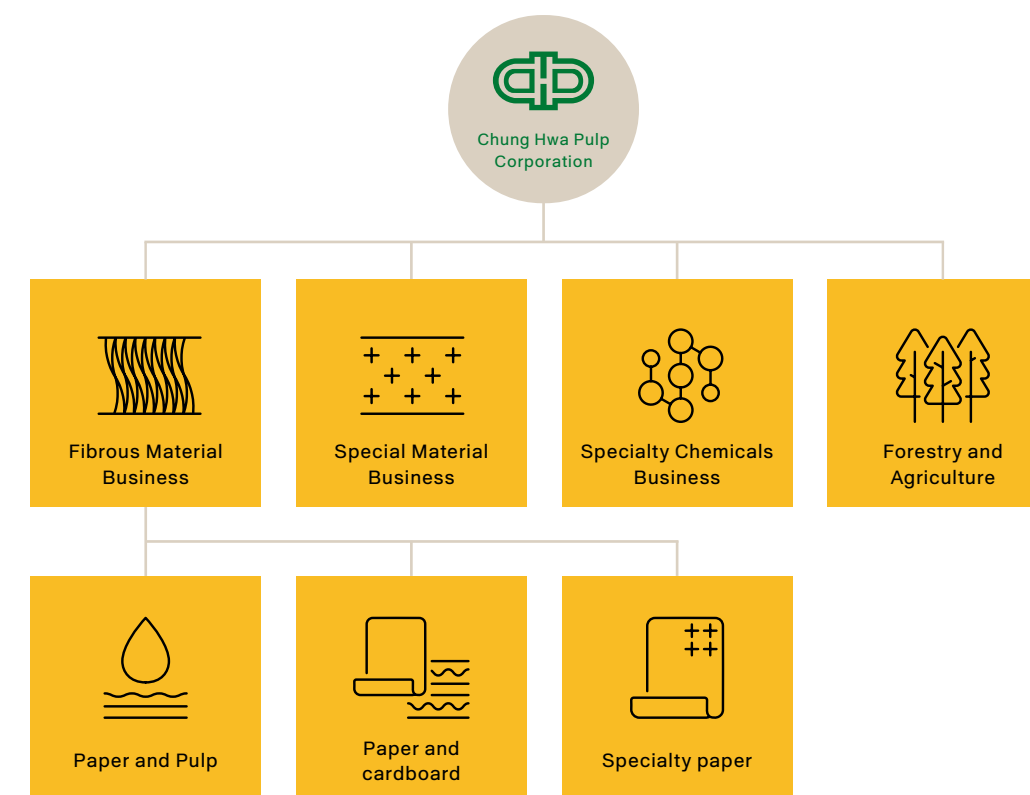 Chung Hwa Pulp
Corporation
Fibrous Material
Business
Special Material
Business
Specialty Chemicals
Business
Forestry and
Agriculture
Paper and Pulp
Paper and
cardboard
Specialty paper